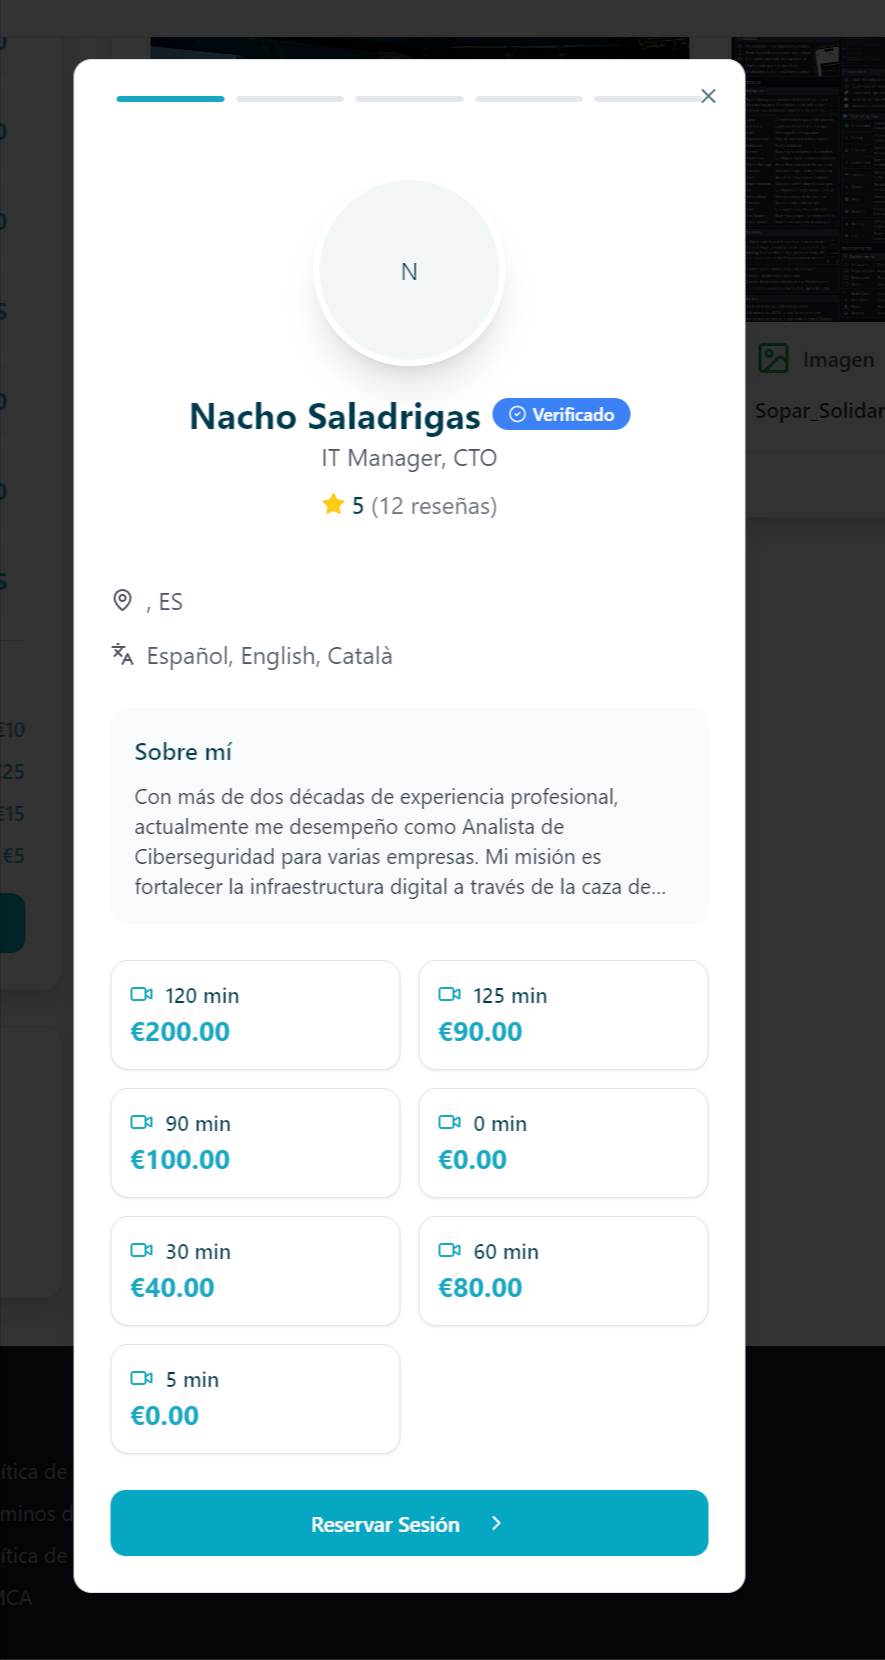 N
Nacho Saladrigas Verificado
IT Manager, CTO
5 (12 reseñas)
, ES
Español, English, Català
Sobre mí
Con más de dos décadas de experiencia profesional,
actualmente me desempeño como Analista de
Ciberseguridad para varias empresas. Mi misión es
fortalecer la infraestructura digital a través de la caza de...
120 min
€200.00
125 min
€90.00
90 min
€100.00
0 min
€0.00
30 min
€40.00
60 min
€80.00
5 min
€0.00
Reservar Sesión
Imagen
Sopar_Solidar
€10
€25
€15
€5
ítica de
minos d
ítica de
MCA